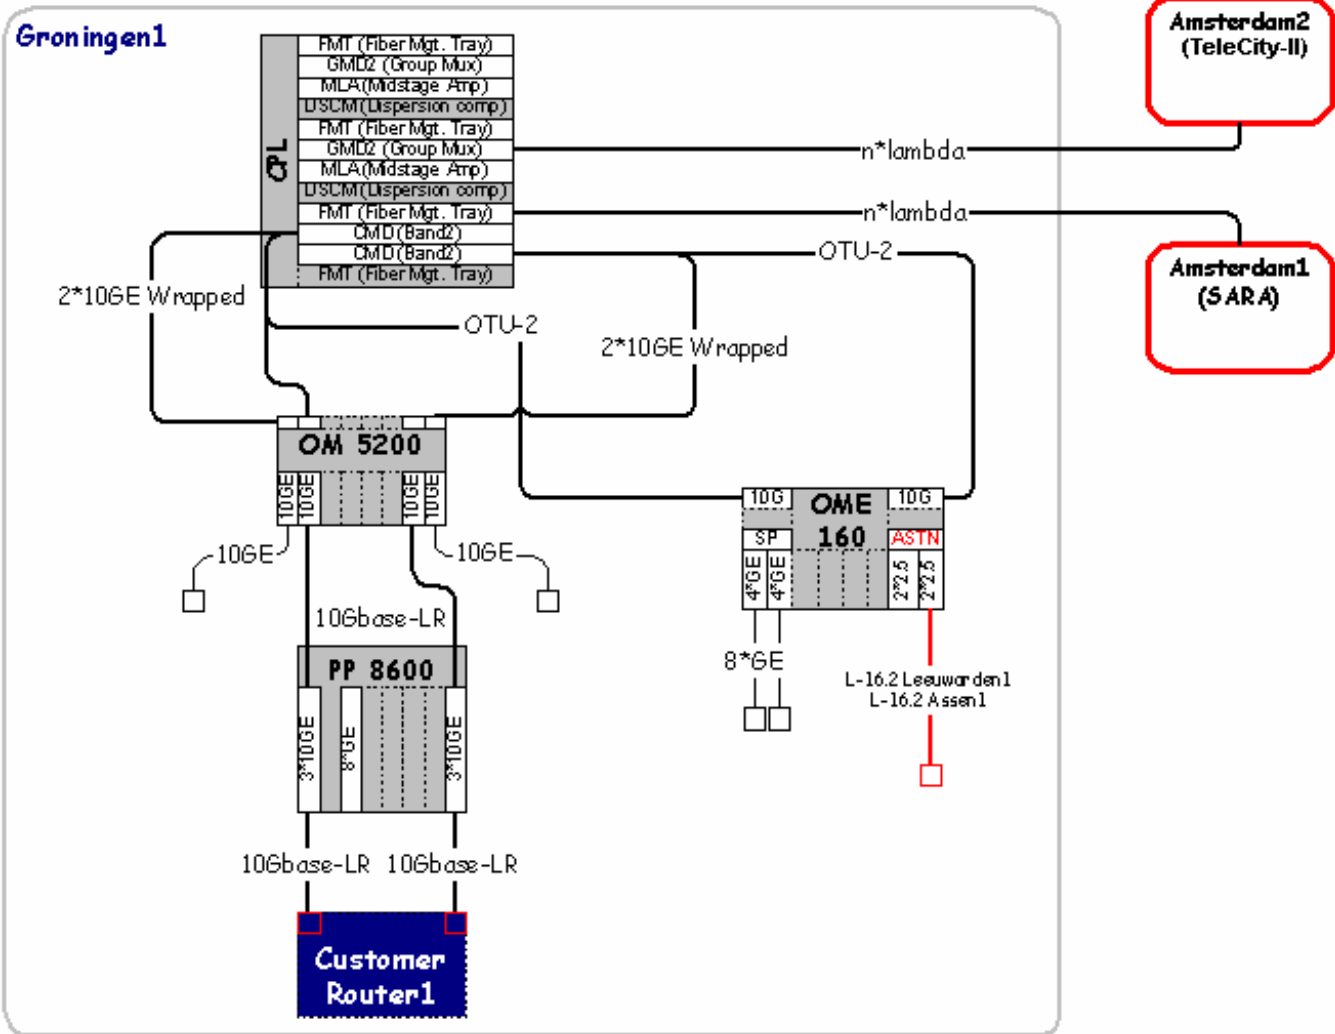 Groningen1
Amsterdam2
(TeleCity-II)
CPL
FMT (Fiber Mgt. Tray)
GMD2 (Group Mux)
MLA(Midstage Amp)
DSCM(Dispersion comp)
FMT (Fiber Mgt. Tray)
GMD2 (Group Mux)
MLA(Midstage Amp)
DSCM(Dispersion comp)
FMT (Fiber Mgt. Tray)
CMD(Band2)
CMD(Band2)
FMT (Fiber Mgt. Tray)
n*lambda
n*lambda
OTU-2
Amsterdam1
(SARA)
2*10GE Wrapped
OTU-2
2*10GE Wrapped
OM 5200
10GE
10GE
10GE
10GE
10GE
10GE
10G
OME
160
10G
SP
ASTN
4*GE
4*GE
2*2.5
2*2.5
10Gbase-LR
8*GE
L-16.2 Leeuwarden1
L-16.2 Assen1
PP 8600
3*10GE
8*GE
3*10GE
10Gbase-LR
10Gbase-LR
Customer
Router1